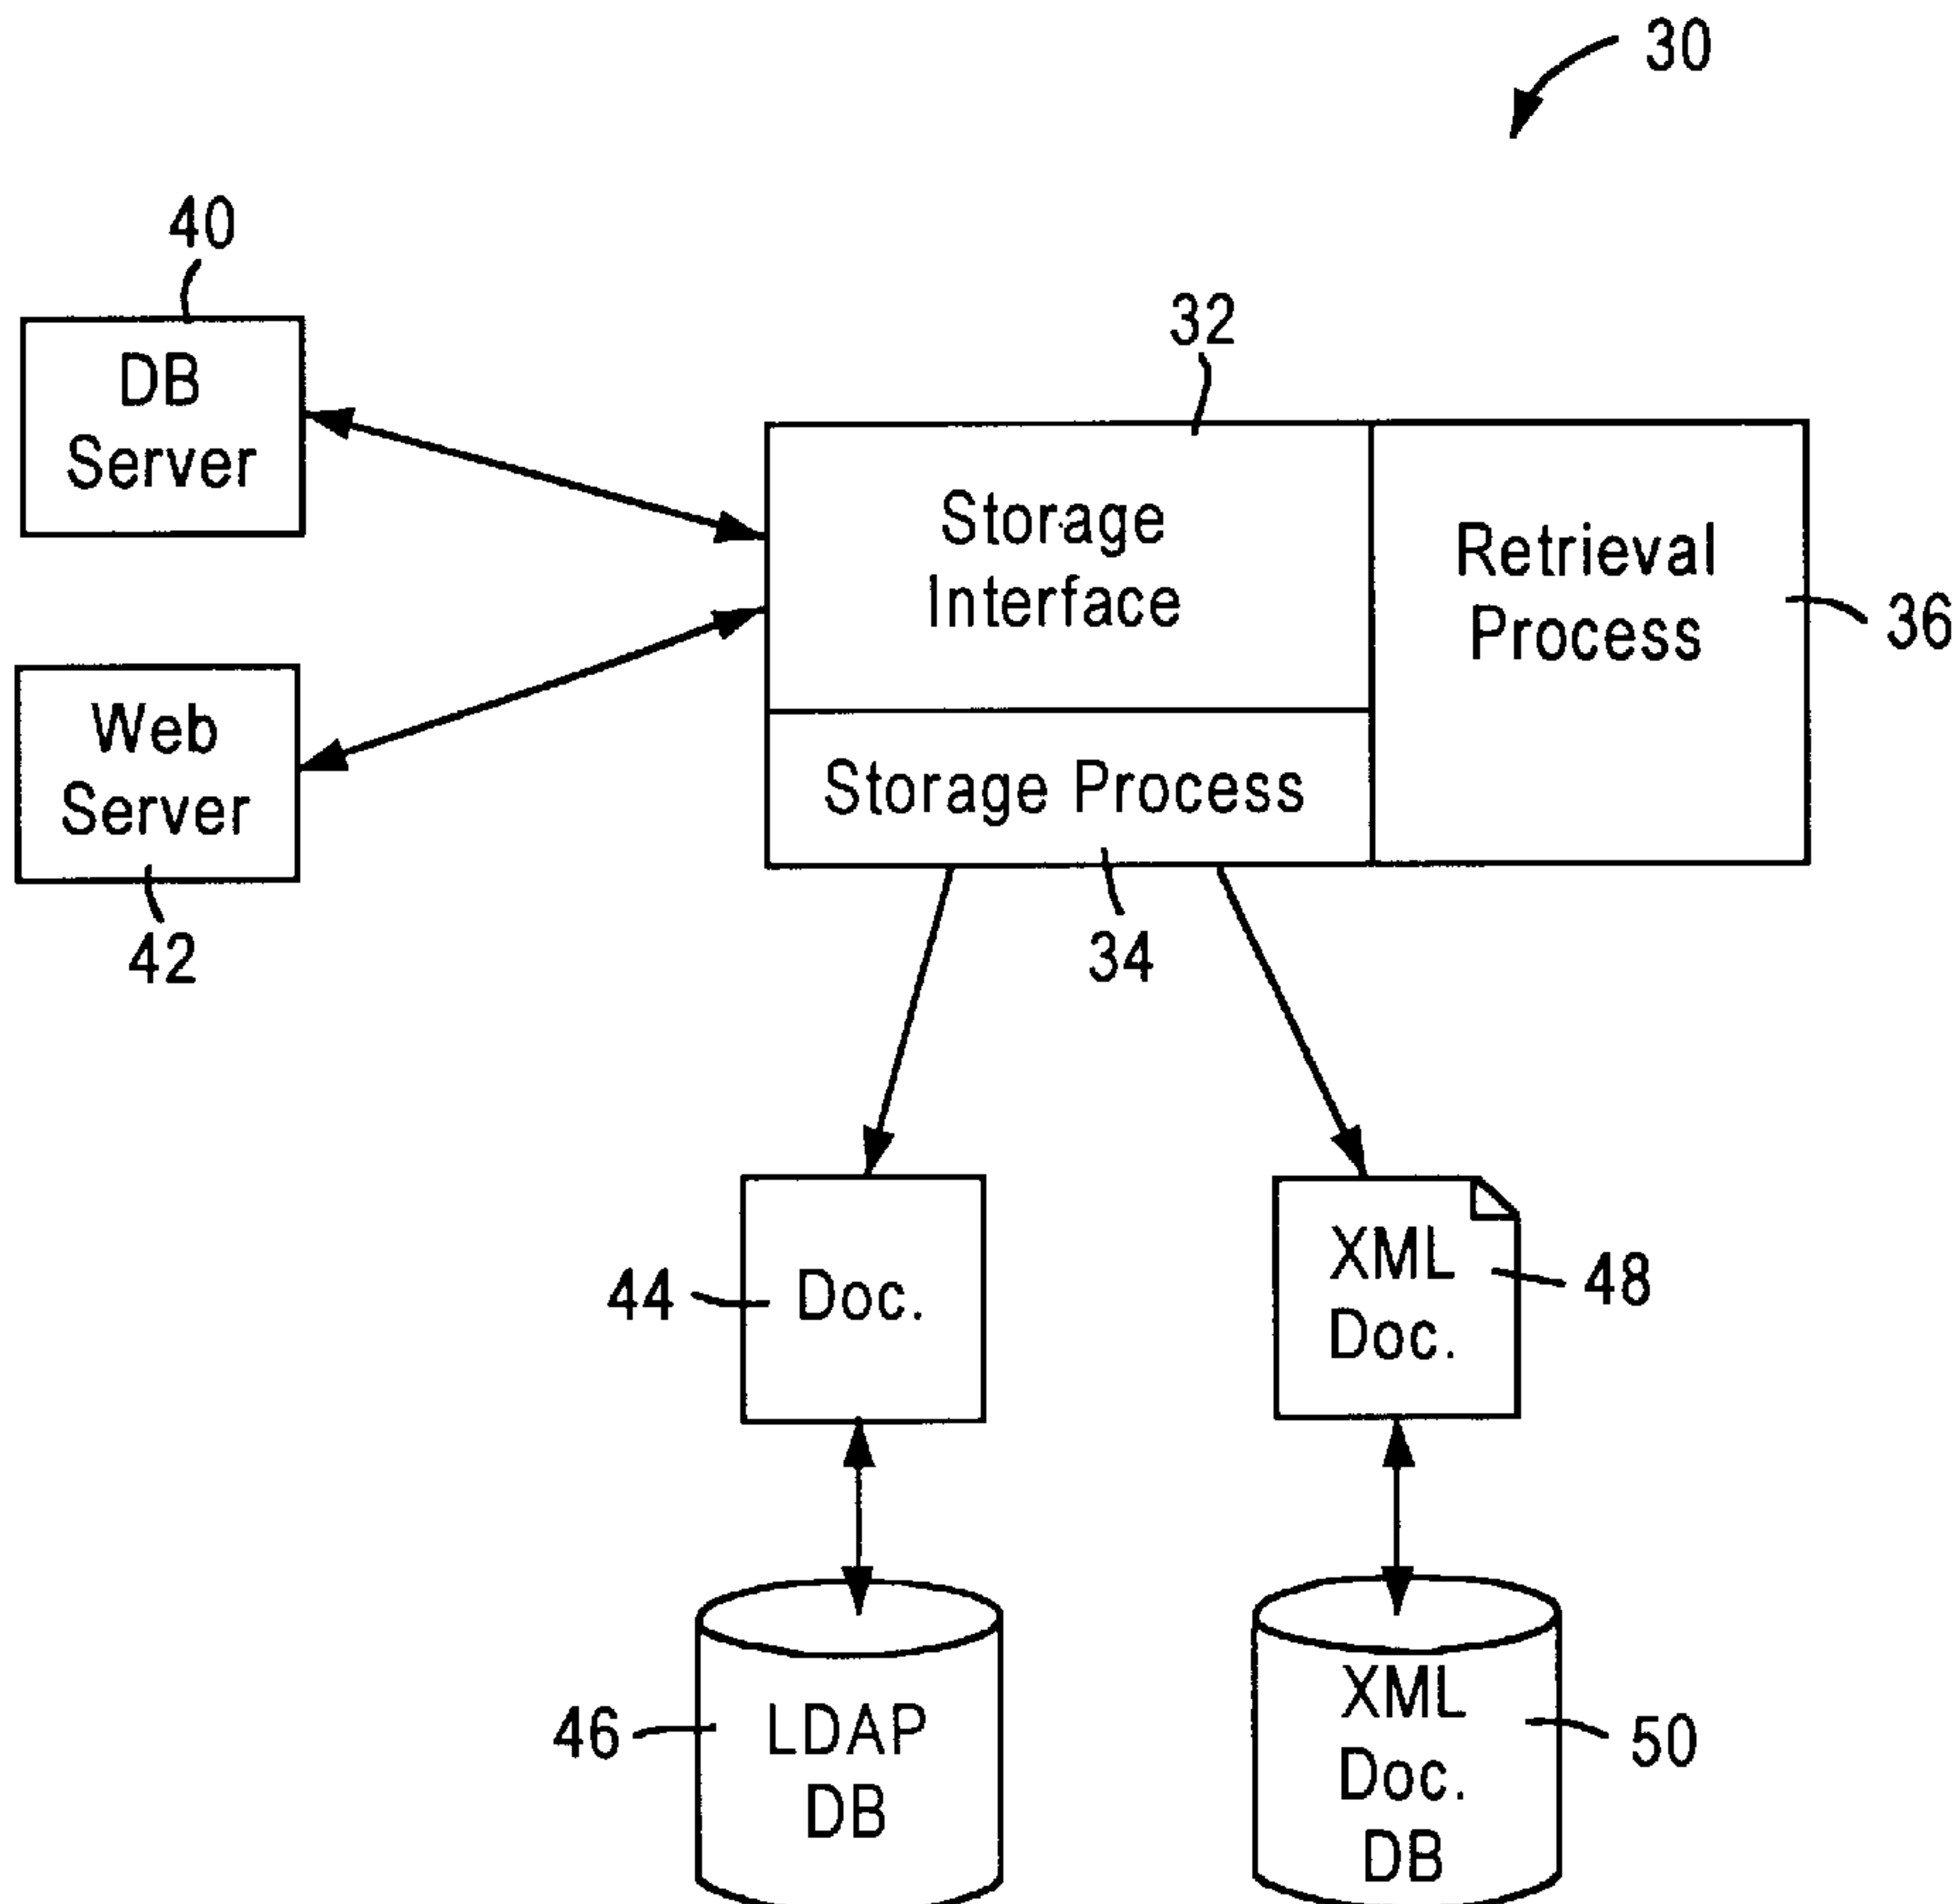 30
40
DB
Server
32
Storage
Interface
Retrieval
Process
36
Web
Server
42
Storage Process
34
44
Doc.
XML
Doc.
48
46
LDAP
DB
XML
Doc.
DB
50